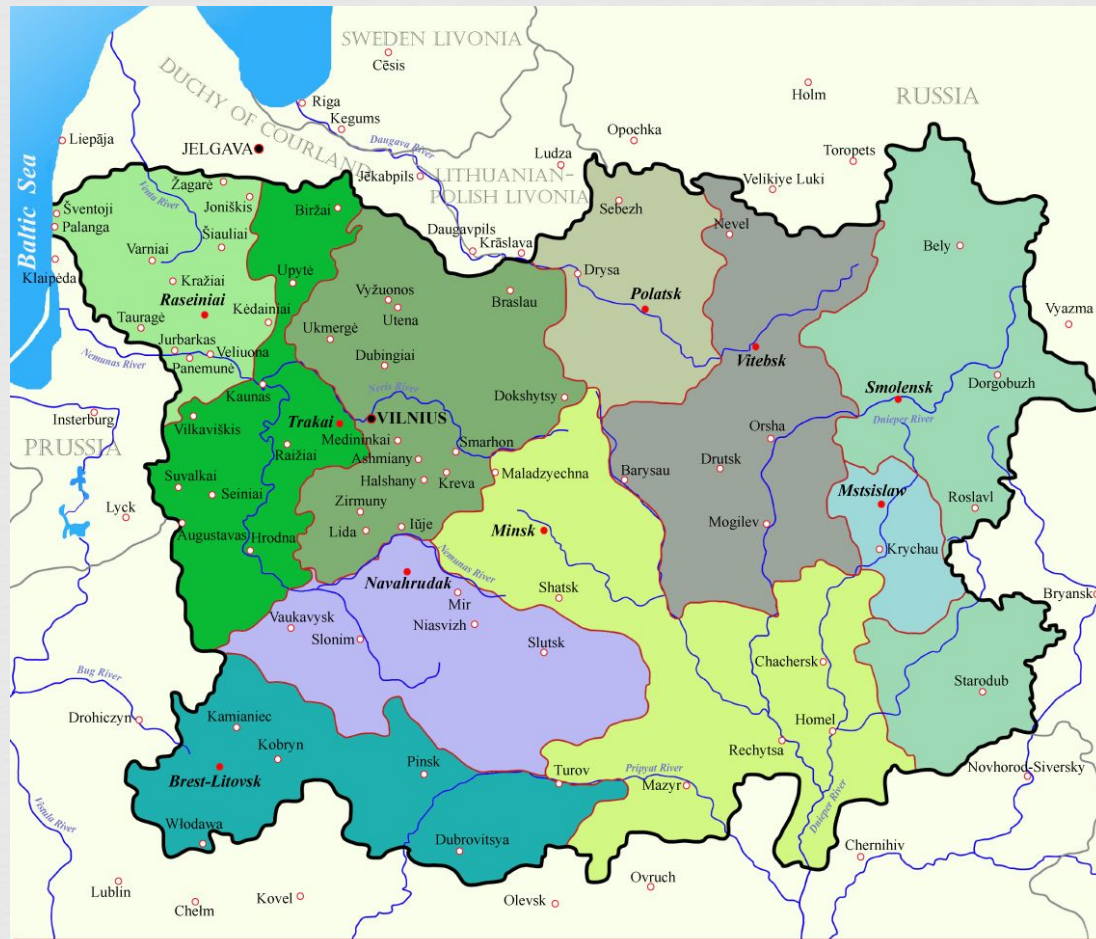 SWEDEN LIVONIA
Cēsis
Holm
RUSSIA
DUCHY OF COURLAND
Riga
Kegums
Opochka
Toropets
Liepāja
JELGAVA
Daugava River
Ludza
Jēkabpils
LITHUANIAN-
POLISH LIVONIA
Velikiye Luki
Baltic Sea
Venta River
Žagarė
Joniškis
Biržai
Sebezh
Šventoji
Palanga
Šiauliai
Daugavpils
Krāslava
Nevel
Bely
Varniai
Klaipėda
Kražiai
Upytė
Drysa
Raseiniai
Vyžuonos
Braslau
Polatsk
Utena
Tauragė
Kėdainiai
Ukmergė
Vyazma
Jurbarkas
Veliuona
Panemunė
Nemunas River
Dubingiai
Vitebsk
Kaunas
Neris River
Dokshytsy
Smolensk
Dorgobuzh
Insterburg
Vilkaviškis
Trakai
VILNIUS
Dnieper River
PRUSSIA
Raižiai
Medininkai
Ashmiany
Smarhon
Orsha
Suvalkai
Seiniai
Halshany
Kreva
Maladzyechna
Barysau
Drutsk
Mstsislaw
Roslavl
Lyck
Zirmuny
Augustavas
Hrodna
Lida
Iŭje
Minsk
Mogilev
Krychau
Nemunas River
Navahrudak
Mir
Shatsk
Bryansk
Vaukavysk
Slonim
Niasvizh
Slutsk
Chachersk
Starodub
Bug River
Drohiczyn
Kamianiec
Kobryn
Homel
Rechytsa
Brest-Litovsk
Pinsk
Turov
Pripyat River
Mazyr
Novhorod-Siversky
Vistula River
Dnieper River
Włodawa
Dubrovitsya
Chernihiv
Lublin
Chełm
Kovel
Olevsk
Ovruch